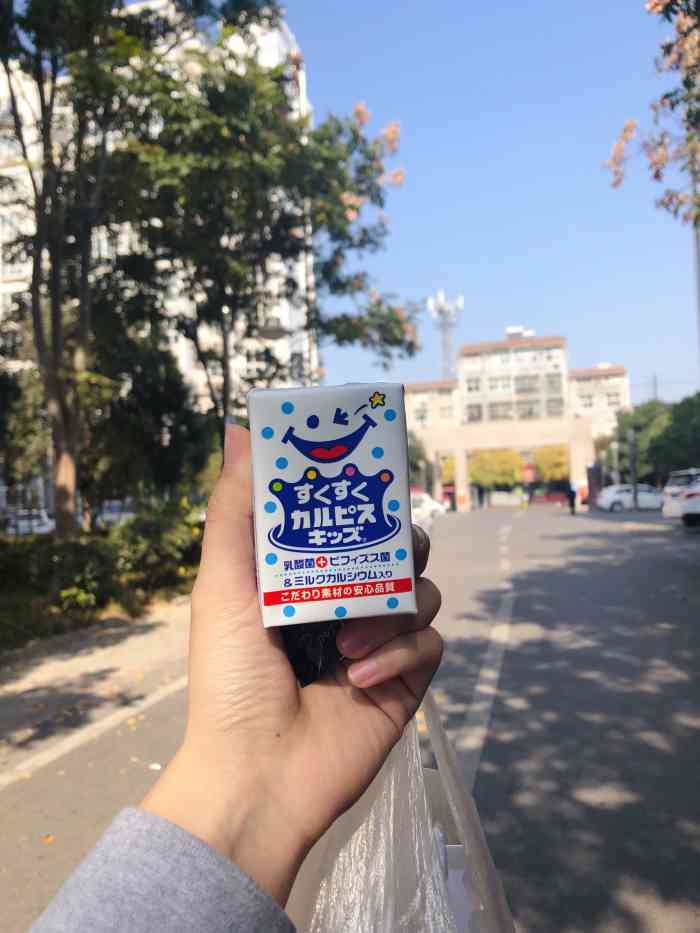 すくすく
カルピス
キッズ®
乳酸菌+ビフィズス菌
&ミルクカルシウム入り
こだわり素材の安心品質